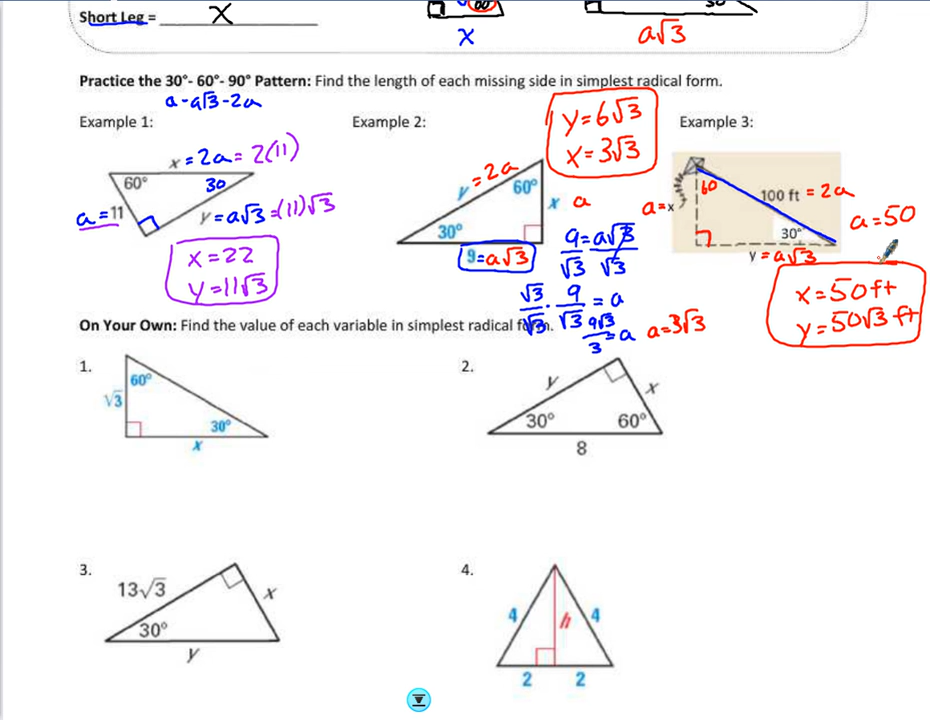 Short Leg = x
60
30
x
a√3
Practice the 30°- 60°- 90° Pattern: Find the length of each missing side in simplest radical form.
a-a√3-2a
Example 1:
Example 2:
Example 3:
x = 2a = 2(11)
60°
30
a = 11
y = a√3 = (11)√3
x = 22
y = 11√3
y = 2a
60°
x a
30°
9 = a√3
y = 6√3
x = 3√3
9 = a√3
√3 √3
√3/√3 · 9/√3 = a
9√3/3 = a
a = 3√3
60
100 ft = 2a
a = x
30°
y = a√3
a = 50
x = 50 ft
y = 50√3 ft
On Your Own: Find the value of each variable in simplest radical form.
1.
60°
√3
30°
x
2.
y
x
30°
60°
8
3.
13√3
x
30°
y
4.
4
h
4
2
2